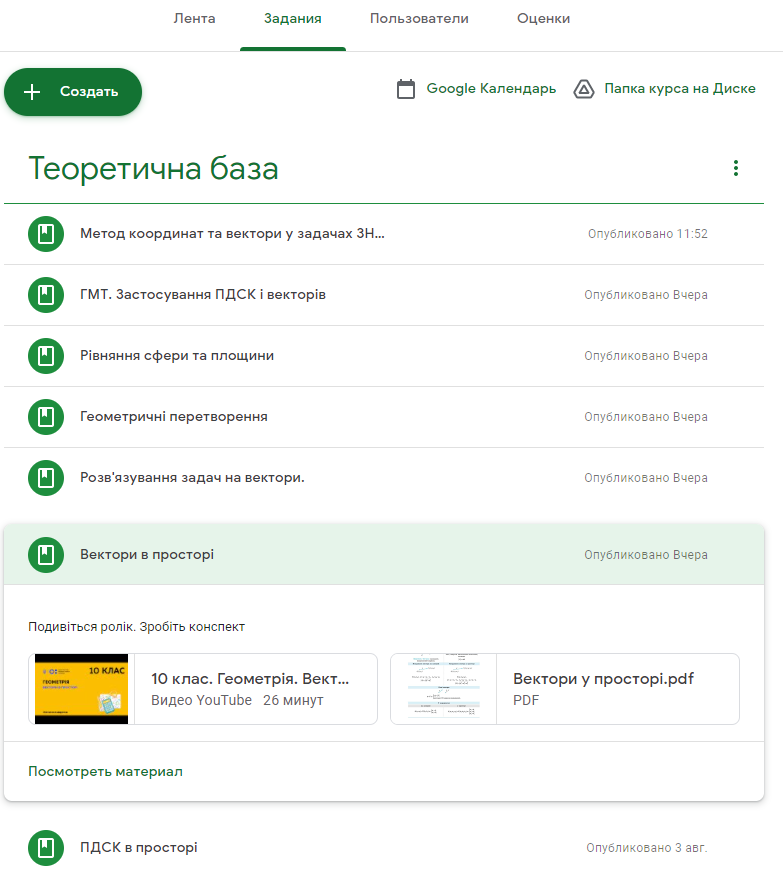 Лента Задания Пользователи Оценки
Создать Google Календарь Папка курса на Диске
Теоретична база
Метод координат та вектори у задачах ЗН... Опубликовано 11:52
ГМТ. Застосування ПДСК і векторів Опубликовано Вчера
Рівняння сфери та площини Опубликовано Вчера
Геометричні перетворення Опубликовано Вчера
Розв'язування задач на вектори. Опубликовано Вчера
Вектори в просторі Опубликовано Вчера
Подивіться ролік. Зробіть конспект
10 КЛАС
ГЕОМЕТРІЯ
10 клас. Геометрія. Вект... Вектори у просторі.pdf
Видео YouTube 26 минут PDF
Посмотреть материал
ПДСК в просторі Опубликовано 3 авг.